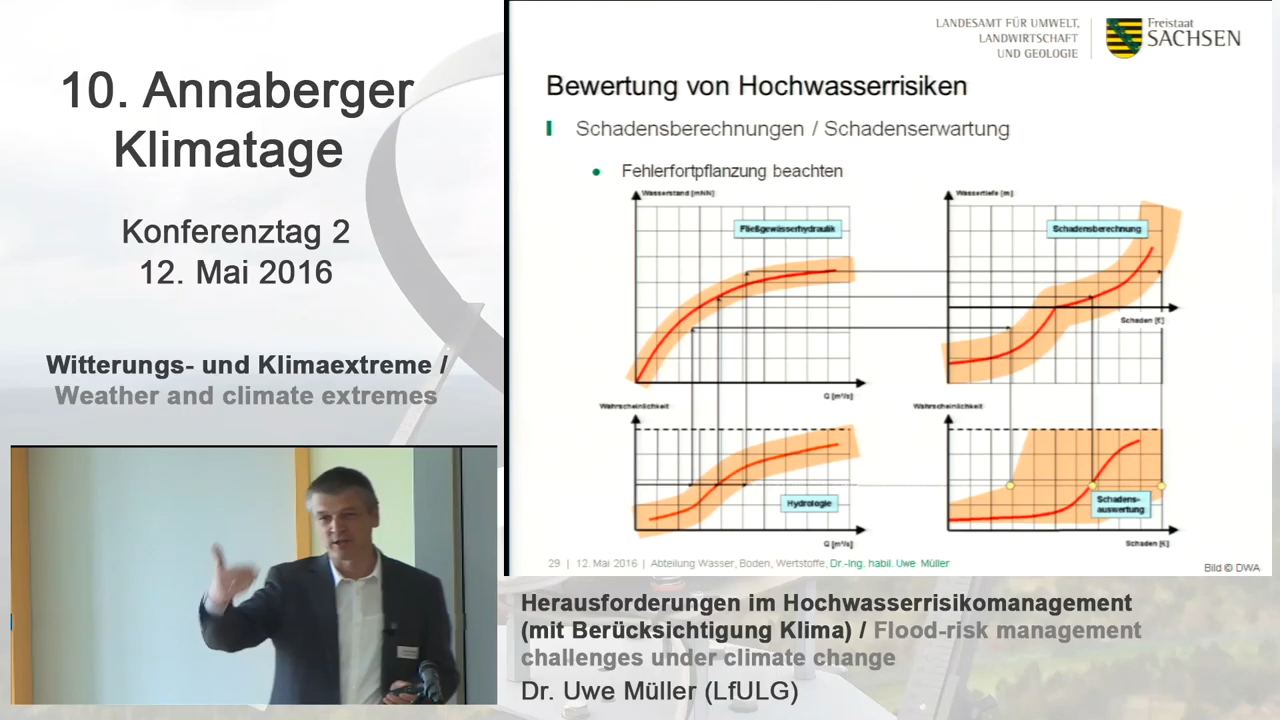 10. Annaberger
Klimatage
Konferenztag 2
12. Mai 2016
Witterungs- und Klimaextreme /
Weather and climate extremes
LANDESAMT FÜR UMWELT,
LANDWIRTSCHAFT
UND GEOLOGIE
Freistaat
SACHSEN
Bewertung von Hochwasserrisiken
Schadensberechnungen / Schadenserwartung
• Fehlerfortpflanzung beachten
Wasserstand [mNN]
Fließgewässerhydraulik
Q [m³/s]
Wassertiefe [m]
Schadensberechnung
Schaden [€]
Wahrscheinlichkeit
Hydrologie
Q [m³/s]
Wahrscheinlichkeit
Schadens-
auswertung
Schaden [€]
29 | 12. Mai 2016 | Abteilung Wasser, Boden, Wertstoffe, Dr.-Ing. habil. Uwe Müller
Bild © DWA
Herausforderungen im Hochwasserrisikomanagement
(mit Berücksichtigung Klima) / Flood-risk management
challenges under climate change
Dr. Uwe Müller (LfULG)